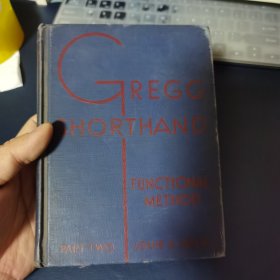 GREGG
SHORTHAND
FUNCTIONAL
METHOD
PART TWO